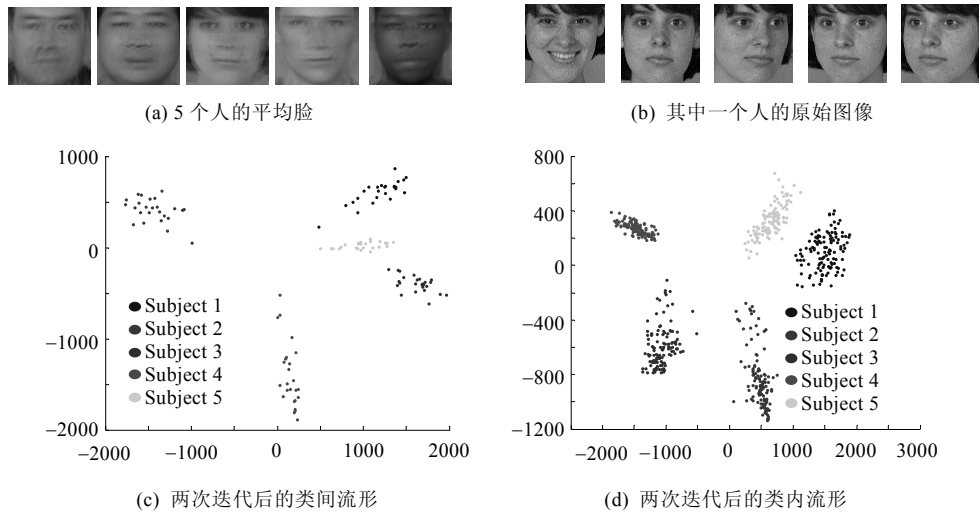 (a) 5 个人的平均脸
(b) 其中一个人的原始图像
1000
0
−1000
−2000
−2000
−1000
0
1000
2000
Subject 1
Subject 2
Subject 3
Subject 4
Subject 5
(c) 两次迭代后的类间流形
800
400
0
−400
−800
−1200
−2000
−1000
0
1000
2000
3000
Subject 1
Subject 2
Subject 3
Subject 4
Subject 5
(d) 两次迭代后的类内流形